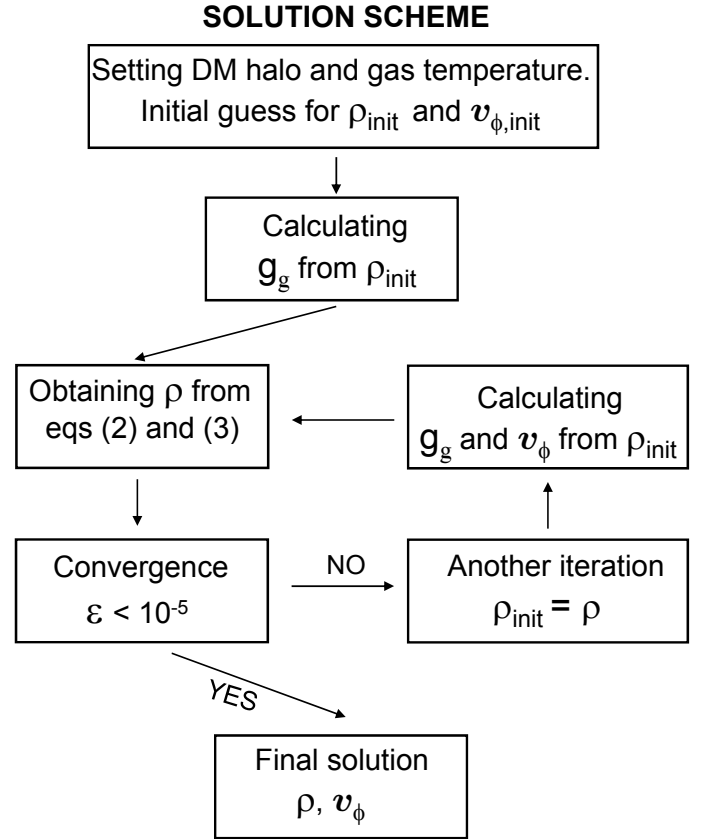 SOLUTION SCHEME
Setting DM halo and gas temperature.
Initial guess for ρinit and vϕ,init
Calculating
gg from ρinit
Obtaining ρ from
eqs (2) and (3)
Calculating
gg and vϕ from ρinit
Convergence
ε < 10-5
NO
Another iteration
ρinit = ρ
YES
Final solution
ρ, vϕ